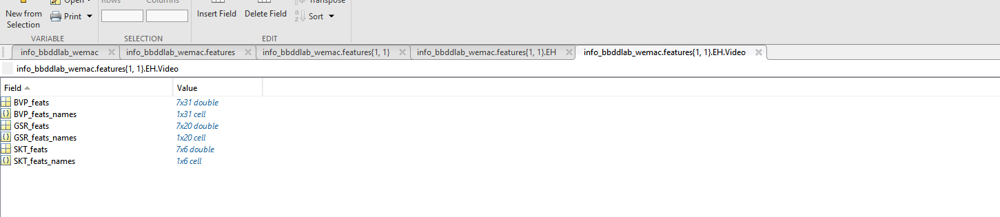 Open
Rows
Columns
Transpose
New from
Selection
Print
Insert Field
Delete Field
Sort
VARIABLE
SELECTION
EDIT
info_bbddlab_wemac
info_bbddlab_wemac.features
info_bbddlab_wemac.features{1, 1}
info_bbddlab_wemac.features{1, 1}.EH
info_bbddlab_wemac.features{1, 1}.EH.Video
info_bbddlab_wemac.features{1, 1}.EH.Video
Field Value
BVP_feats 7x31 double
BVP_feats_names 1x31 cell
GSR_feats 7x20 double
GSR_feats_names 1x20 cell
SKT_feats 7x6 double
SKT_feats_names 1x6 cell